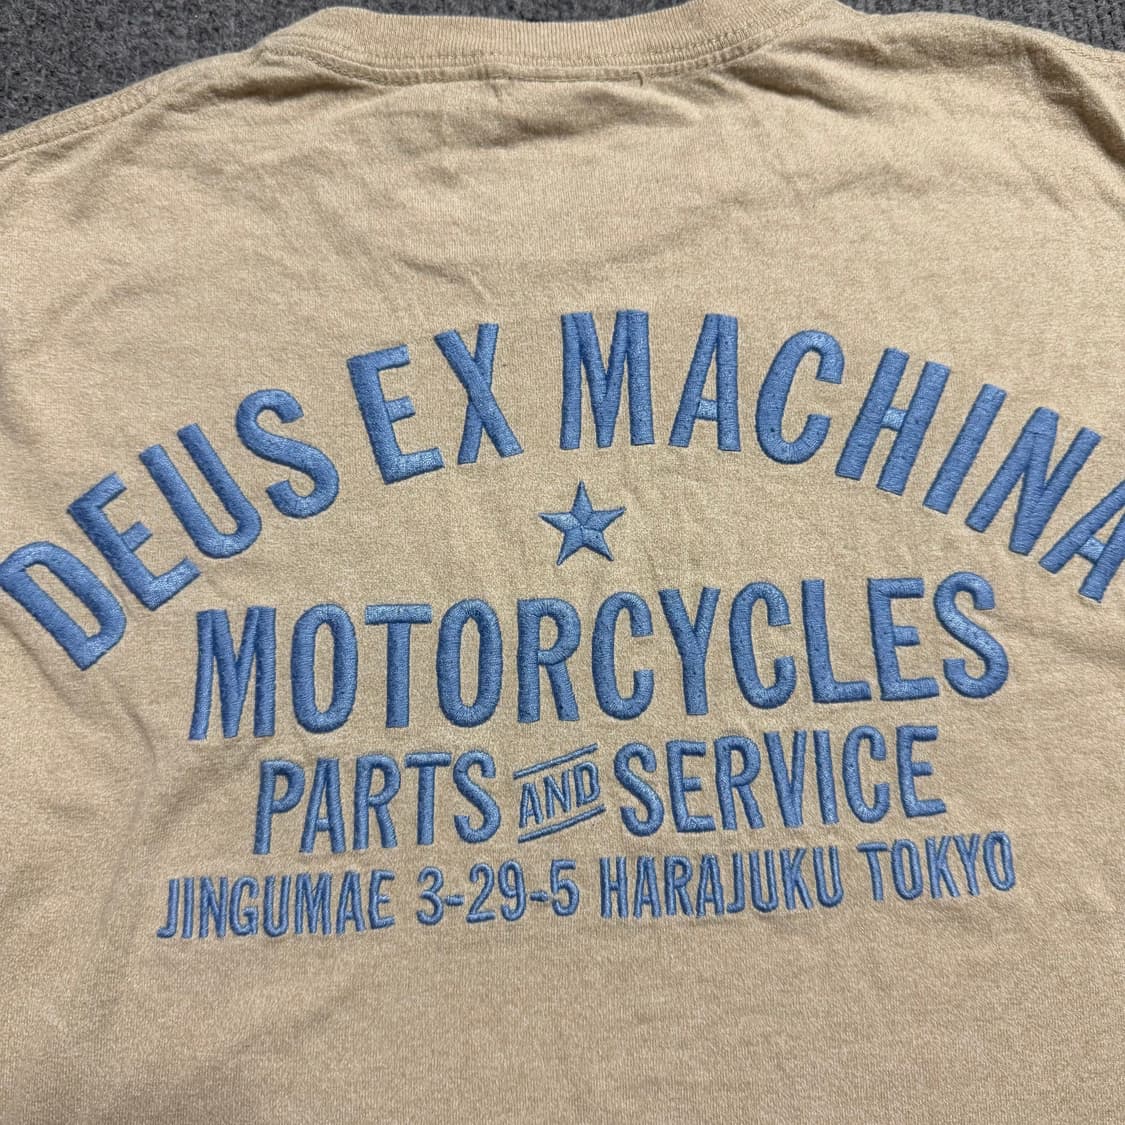 DEUS EX MACHINA
MOTORCYCLES
PARTS AND SERVICE
JINGUMAE 3-29-5 HARAJUKU TOKYO